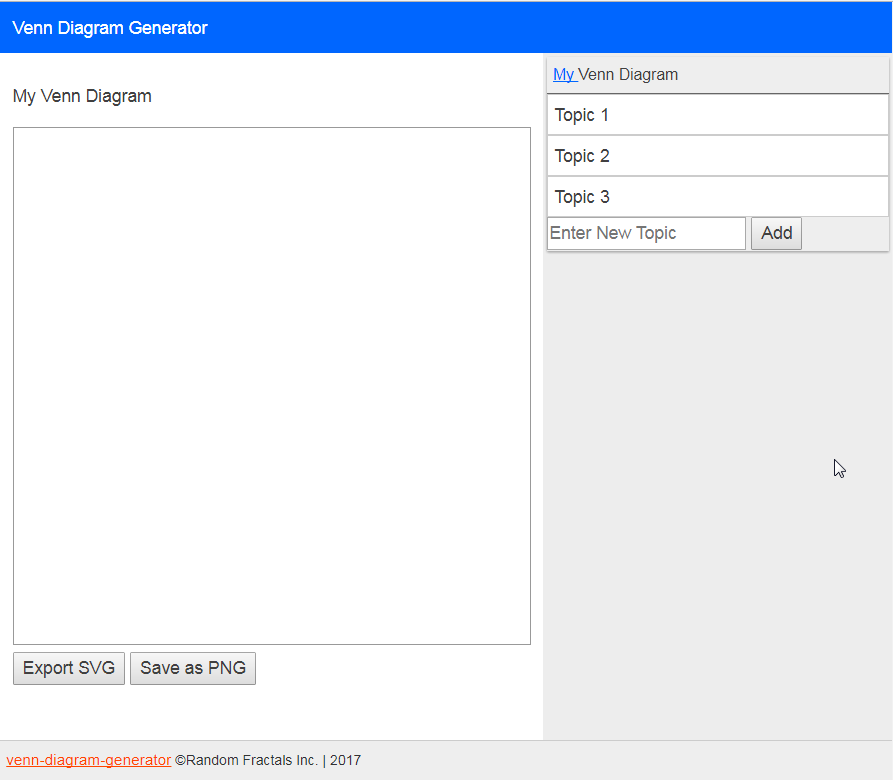 Venn Diagram Generator
My Venn Diagram
My Venn Diagram
Topic 1
Topic 2
Topic 3
Enter New Topic Add
Export SVG Save as PNG
venn-diagram-generator ©Random Fractals Inc. | 2017